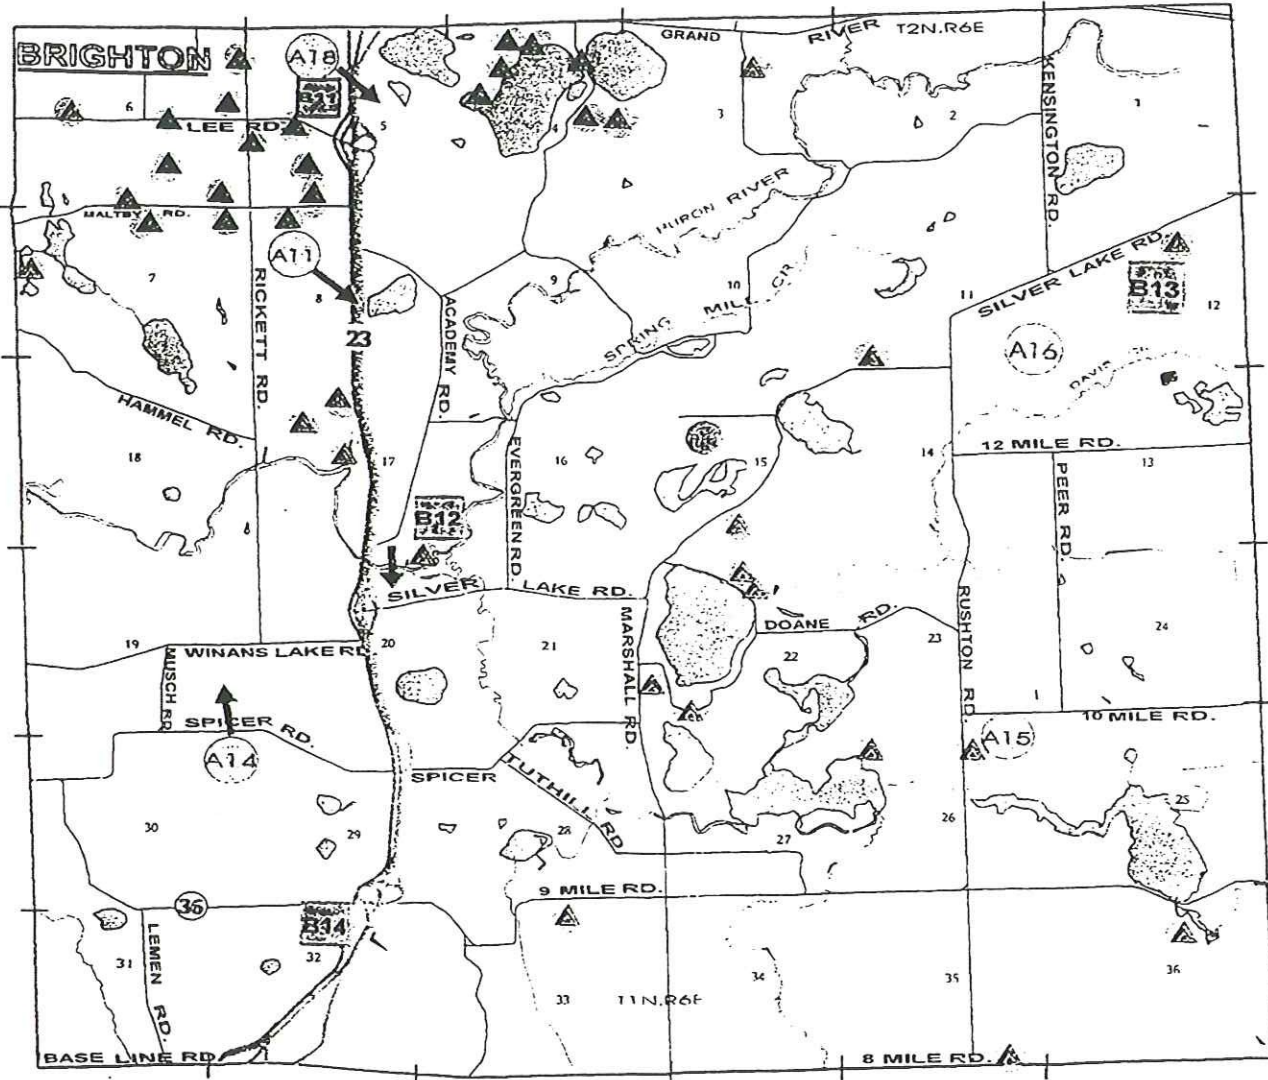 BRIGHTON
A18
GRAND RIVER
T2N.R6E
B11
6
5
4
3
2
1
LEE RD.
KENSINGTON RD.
MALTBY RD.
HURON RIVER
A11
7
8
9
10
11
12
SILVER LAKE RD.
B13
RICKETT RD.
ACADEMY RD.
SPRING MILL CR.
23
A16
DAVIS
HAMMEL RD.
12 MILE RD.
18
17
16
15
14
13
EVERGREEN RD
PEER RD.
B12
SILVER LAKE RD.
MARSHALL RD.
DOANE RD.
RUSHTON RD.
19
20
21
22
23
24
WINANS LAKE RD
MUSCH RD
SPICER RD.
10 MILE RD.
A14
A15
SPICER
TUTHILL RD
30
29
28
27
26
25
9 MILE RD.
36
B14
LEMEN RD.
31
32
33
T1N.R6E
34
35
36
BASE LINE RD.
8 MILE RD.